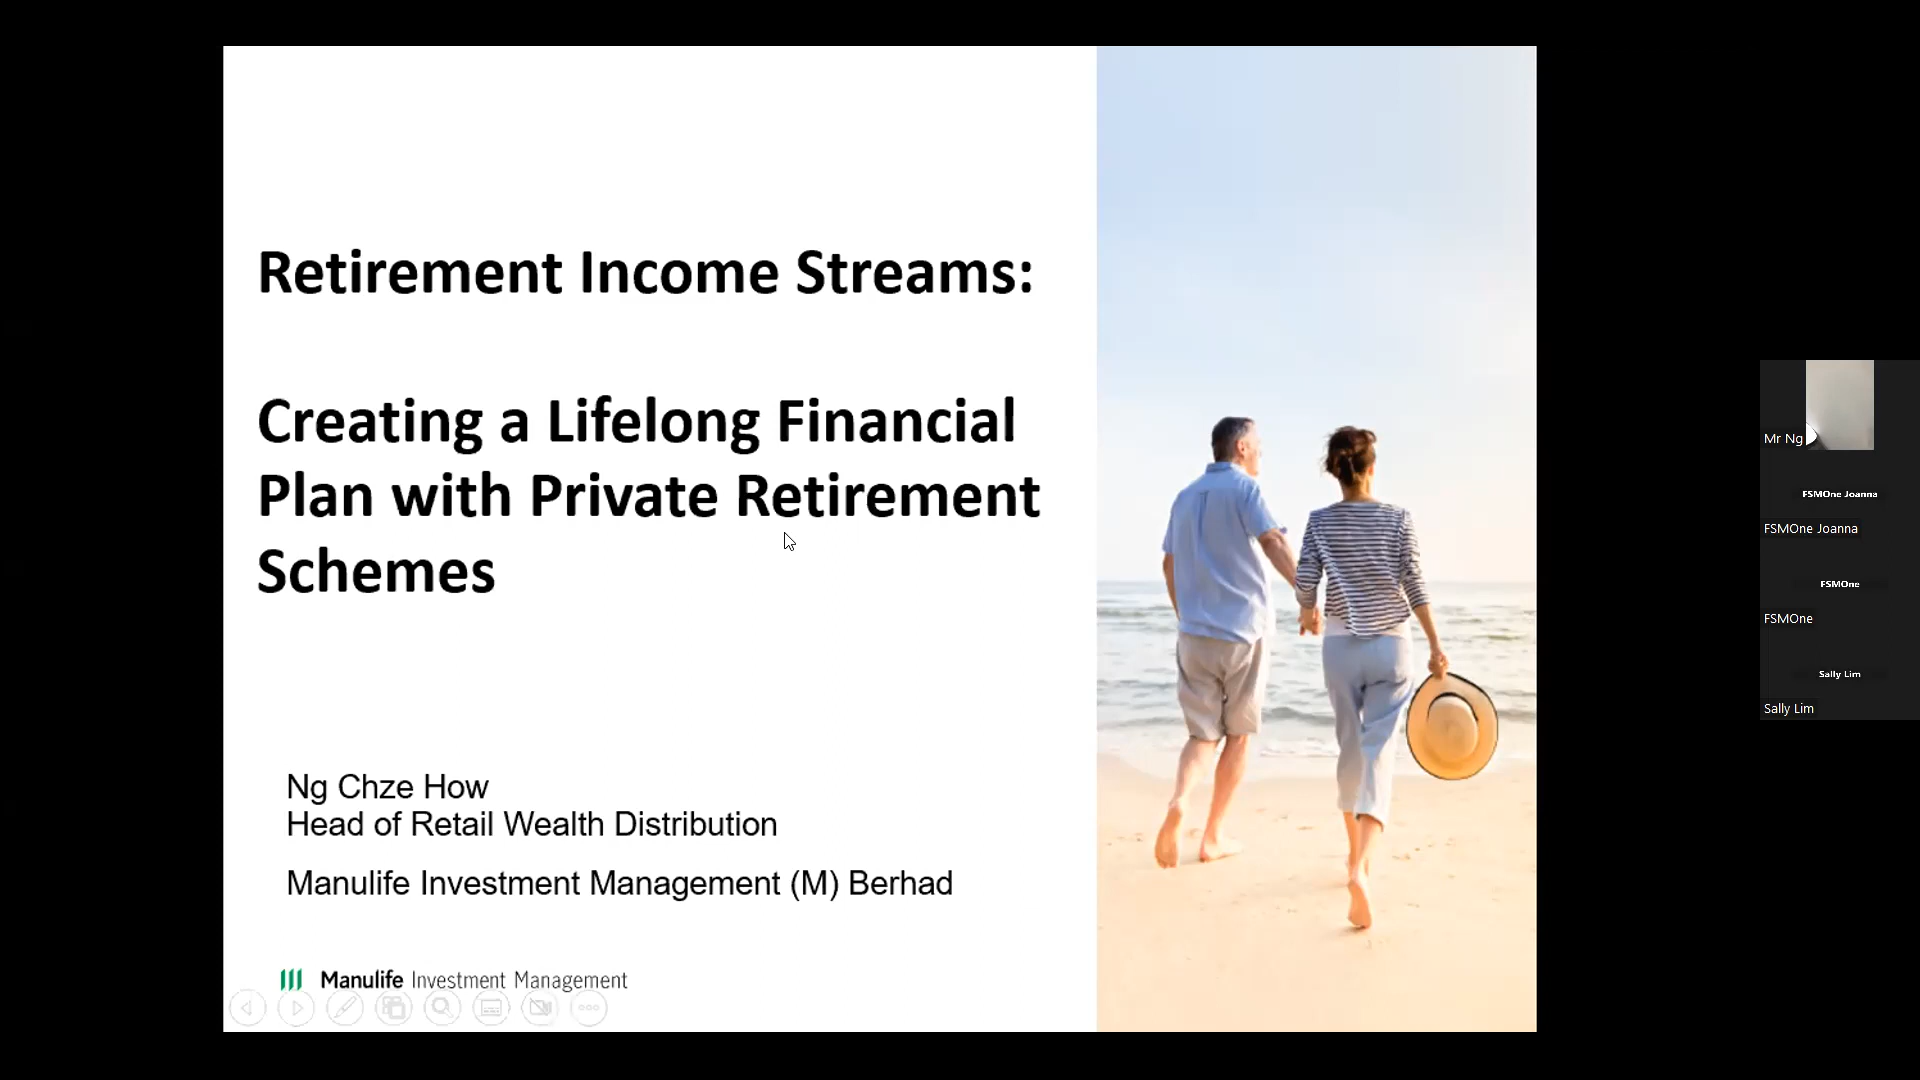 Retirement Income Streams:
Creating a Lifelong Financial
Plan with Private Retirement
Schemes
Ng Chze How
Head of Retail Wealth Distribution
Manulife Investment Management (M) Berhad
Manulife Investment Management
Mr Ng
FSMOne Joanna
FSMOne Joanna
FSMOne
FSMOne
Sally Lim
Sally Lim